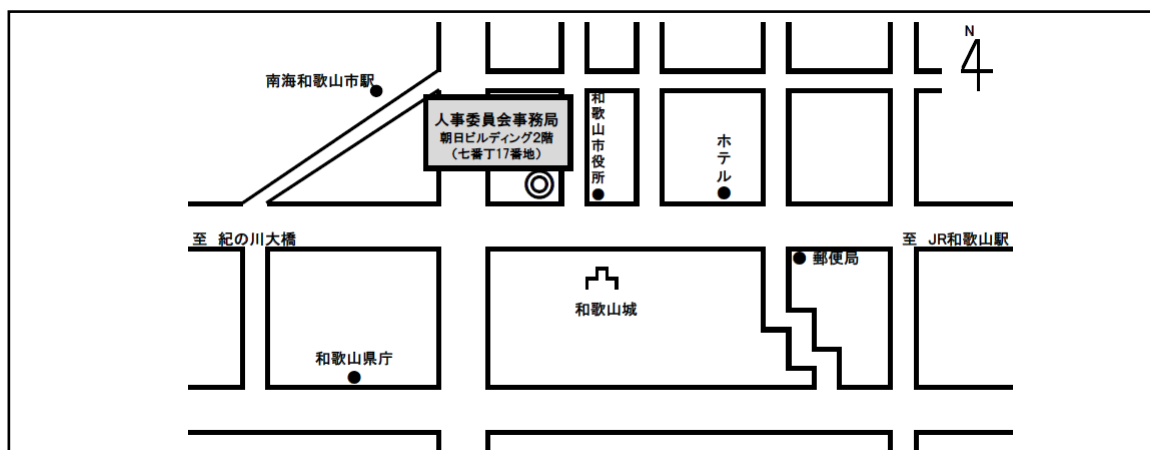 N
南海和歌山市駅
人事委員会事務局
朝日ビルディング2階
(七番丁17番地)
和歌山市役所
ホテル
至 紀の川大橋
至 JR和歌山駅
郵便局
和歌山城
和歌山県庁